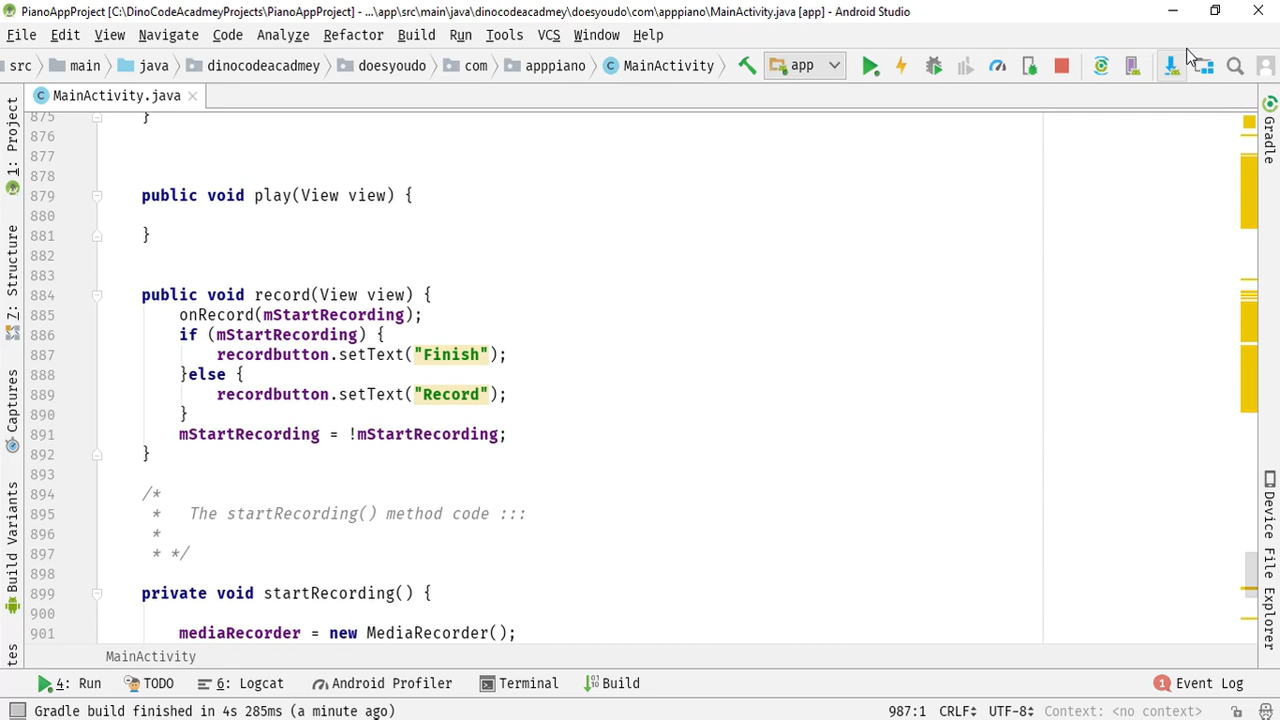 PianoAppProject [C:\DinoCodeAcadmeyProjects\PianoAppProject] - ...\app\src\main\java\dinocodeacadmey\doesyoudo\com\apppiano\MainActivity.java [app] - Android Studio
File Edit View Navigate Code Analyze Refactor Build Run Tools VCS Window Help
src main java dinocodeacadmey doesyoudo com apppiano MainActivity app
MainActivity.java
1: Project
Z: Structure
Captures
Build Variants
tes
Gradle
Device File Explorer
875 }
876
877
878
879 public void play(View view) {
880
881 }
882
883
884 public void record(View view) {
885 onRecord(mStartRecording);
886 if (mStartRecording) {
887 recordbutton.setText("Finish");
888 }else {
889 recordbutton.setText("Record");
890 }
891 mStartRecording = !mStartRecording;
892 }
893
894 /*
895 * The startRecording() method code :::
896 *
897 * */
898
899 private void startRecording() {
900
901 mediaRecorder = new MediaRecorder();
MainActivity
4: Run TODO 6: Logcat Android Profiler Terminal Build 1 Event Log
Gradle build finished in 4s 285ms (a minute ago) 987:1 CRLF UTF-8 Context: <no context>